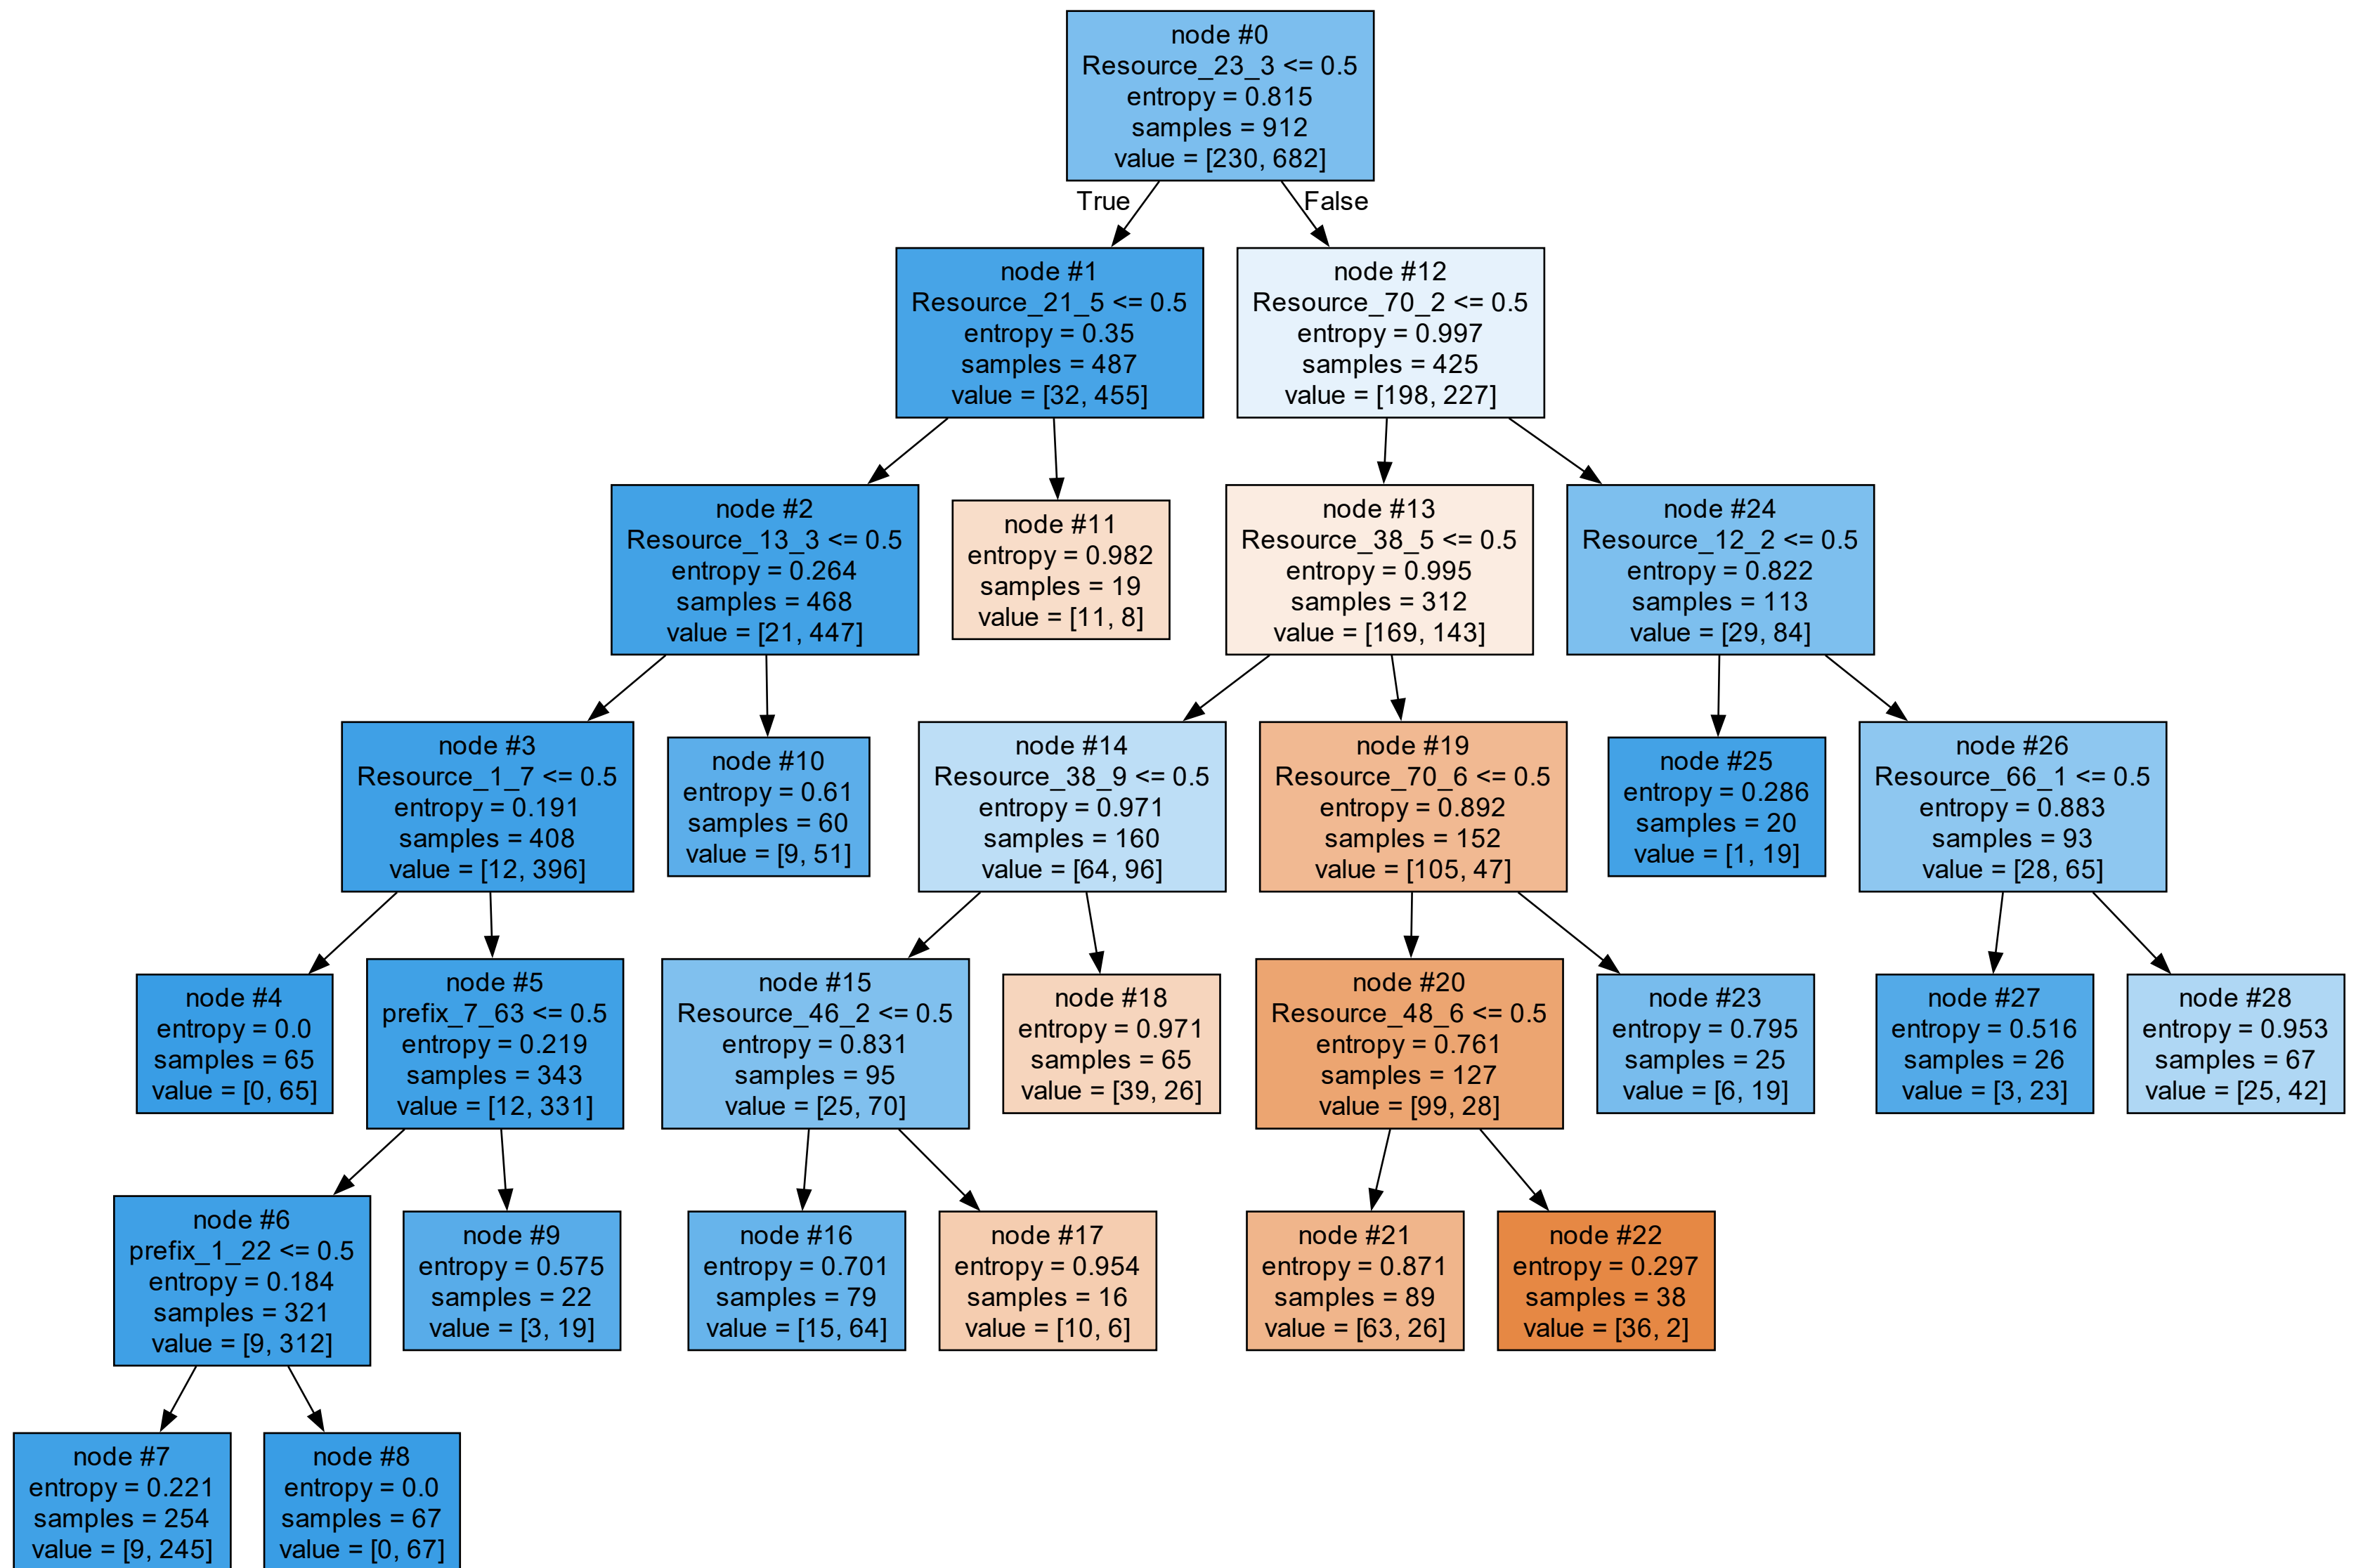 node #0
Resource_23_3 <= 0.5
entropy = 0.815
samples = 912
value = [230, 682]
True
False
node #1
Resource_21_5 <= 0.5
entropy = 0.35
samples = 487
value = [32, 455]
node #12
Resource_70_2 <= 0.5
entropy = 0.997
samples = 425
value = [198, 227]
node #2
Resource_13_3 <= 0.5
entropy = 0.264
samples = 468
value = [21, 447]
node #11
entropy = 0.982
samples = 19
value = [11, 8]
node #13
Resource_38_5 <= 0.5
entropy = 0.995
samples = 312
value = [169, 143]
node #24
Resource_12_2 <= 0.5
entropy = 0.822
samples = 113
value = [29, 84]
node #3
Resource_1_7 <= 0.5
entropy = 0.191
samples = 408
value = [12, 396]
node #10
entropy = 0.61
samples = 60
value = [9, 51]
node #14
Resource_38_9 <= 0.5
entropy = 0.971
samples = 160
value = [64, 96]
node #19
Resource_70_6 <= 0.5
entropy = 0.892
samples = 152
value = [105, 47]
node #25
entropy = 0.286
samples = 20
value = [1, 19]
node #26
Resource_66_1 <= 0.5
entropy = 0.883
samples = 93
value = [28, 65]
node #4
entropy = 0.0
samples = 65
value = [0, 65]
node #5
prefix_7_63 <= 0.5
entropy = 0.219
samples = 343
value = [12, 331]
node #15
Resource_46_2 <= 0.5
entropy = 0.831
samples = 95
value = [25, 70]
node #18
entropy = 0.971
samples = 65
value = [39, 26]
node #20
Resource_48_6 <= 0.5
entropy = 0.761
samples = 127
value = [99, 28]
node #23
entropy = 0.795
samples = 25
value = [6, 19]
node #27
entropy = 0.516
samples = 26
value = [3, 23]
node #28
entropy = 0.953
samples = 67
value = [25, 42]
node #6
prefix_1_22 <= 0.5
entropy = 0.184
samples = 321
value = [9, 312]
node #9
entropy = 0.575
samples = 22
value = [3, 19]
node #16
entropy = 0.701
samples = 79
value = [15, 64]
node #17
entropy = 0.954
samples = 16
value = [10, 6]
node #21
entropy = 0.871
samples = 89
value = [63, 26]
node #22
entropy = 0.297
samples = 38
value = [36, 2]
node #7
entropy = 0.221
samples = 254
value = [9, 245]
node #8
entropy = 0.0
samples = 67
value = [0, 67]